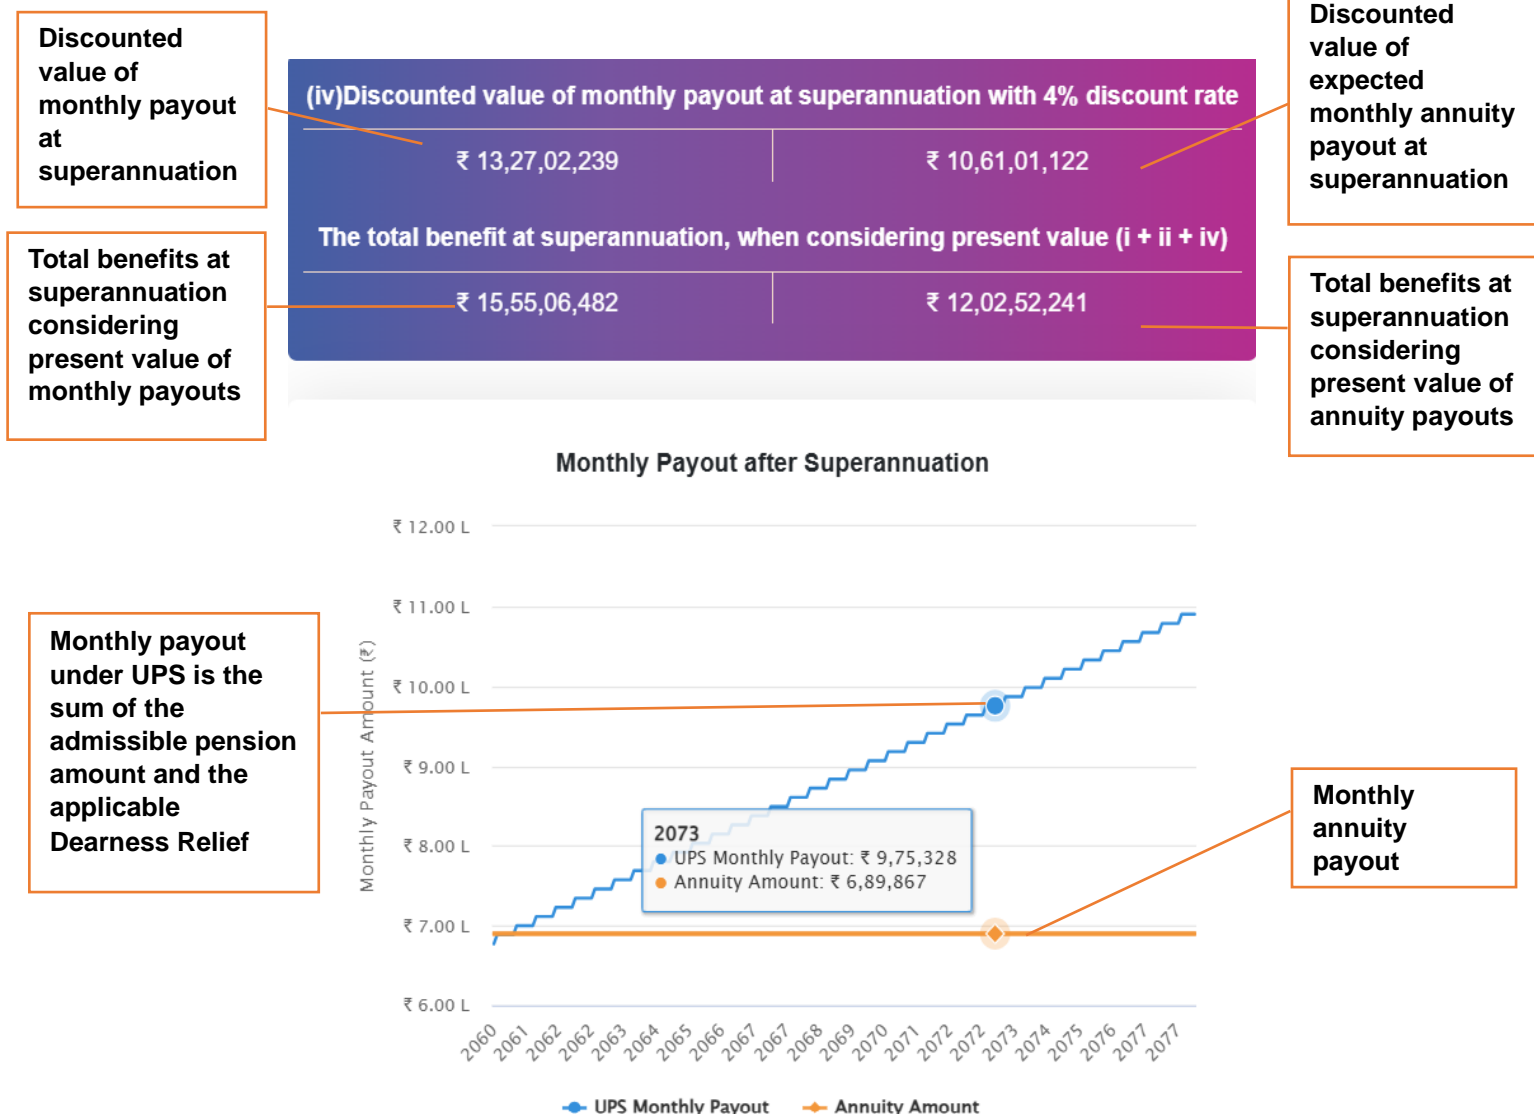 Discounted
value of
monthly payout
at
superannuation
Discounted
value of
expected
monthly annuity
payout at
superannuation
(iv)Discounted value of monthly payout at superannuation with 4% discount rate
₹ 13,27,02,239
₹ 10,61,01,122
Total benefits at
superannuation
considering
present value of
monthly payouts
The total benefit at superannuation, when considering present value (i + ii + iv)
₹ 15,55,06,482
₹ 12,02,52,241
Total benefits at
superannuation
considering
present value of
annuity payouts
Monthly Payout after Superannuation
₹ 12.00 L
₹ 11.00 L
₹ 10.00 L
₹ 9.00 L
₹ 8.00 L
₹ 7.00 L
₹ 6.00 L
Monthly Payout Amount (₹)
Monthly payout
under UPS is the
sum of the
admissible pension
amount and the
applicable
Dearness Relief
2073
UPS Monthly Payout: ₹ 9,75,328
Annuity Amount: ₹ 6,89,867
Monthly
annuity
payout
2060
2061
2062
2062
2063
2064
2065
2066
2067
2067
2068
2069
2070
2071
2072
2072
2073
2074
2075
2076
2077
2077
UPS Monthly Payout
Annuity Amount